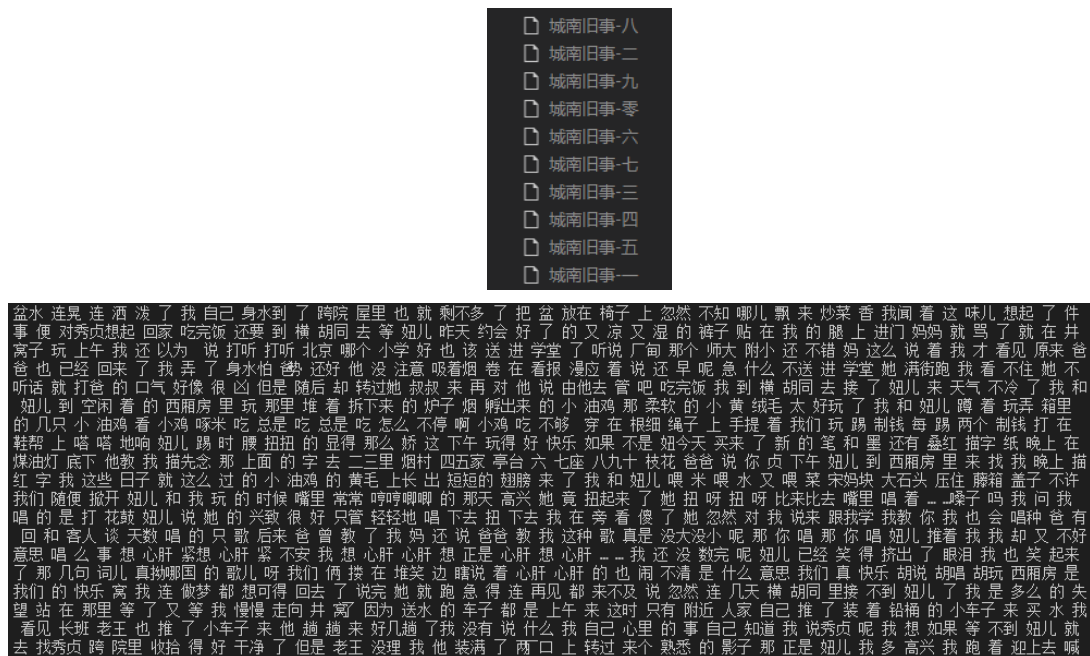 城南旧事-八
城南旧事-二
城南旧事-九
城南旧事-零
城南旧事-六
城南旧事-七
城南旧事-三
城南旧事-四
城南旧事-五
城南旧事-一
盆水 连晃 连 洒 泼 了 我 自己 身水到 了 跨院 屋里 也 就 剩不多 了 把 盆 放在 椅子 上 忽然 不知 哪儿 飘 来 炒菜 香 我闻 着 这 味儿 想起 了 件
事 便 对秀贞想起 回家 吃完饭 还要 到 横 胡同 去 等 妞儿 昨天 约会 好 了 的 又 凉 又 湿 的 裤子 贴 在 我 的 腿 上 进门 妈妈 就 骂 了 就 在 井
窝子 玩 上午 我 还 以为 说 打听 打听 北京 哪个 小学 好 也 该 送 进 学堂 了 听说 厂甸 那个 师大 附小 还 不错 妈 这么 说 着 我 才 看见 原来 爸
爸 也 已经 回来 了 我 弄 了 身水 怕 势 还好 他 没 注意 吸着烟 卷 在 看报 漫应 着 说 还 早 呢 急 什么 不送 进 学堂 她 满街跑 我 看 不住 她 不
听话 就 打爸 的 口气 好像 很 凶 但是 随后 却 转过她 叔叔 来 再 对 他 说 由他去 管 吧 吃完饭 我 到 横 胡同 去 接 了 妞儿 来 天气 不冷 了 我 和
妞儿 到 空闲 着 的 西厢房 里 玩 那里 堆 着 拆下来 的 炉子 烟 孵出来 的 小 油鸡 那 柔软 的 小 黄 绒毛 太 好玩 了 我 和 妞儿 蹲 着 玩弄 箱里
的 几只 小 油鸡 看 小鸡 啄米 吃 总是 吃 总是 吃 怎么 不停 啊 小鸡 吃 不够 穿 在 根细 绳子 上 手提 着 我们 玩 踢 制钱 每 踢 两个 制钱 打 在
鞋帮 上 嗒 嗒 地响 妞儿 踢 时 腰 扭扭 的 显得 那么 娇 这 下午 玩得 好 快乐 如果 不是 妞今天 买来 了 新 的 笔 和 墨 还有 叠红 描字 纸 晚上 在
煤油灯 底下 他教 我 描先念 那 上面 的 字 去 二三里 烟村 四五家 亭台 六 七座 八九十 枝花 爸爸 说 你 贞 下午 妞儿 到 西厢房 里 来 找 我 晚上 描
红 字 我 这些 日子 就 这么 过 的 小 油鸡 的 黄毛 上长 出 短短的 翅膀 来 了 我 和 妞儿 喂 米 喂 水 又 喂 菜 宋妈块 大石头 压住 藤箱 盖子 不许
我们 随便 掀开 妞儿 和 我 玩 的 时候 嘴里 常常 哼哼唧唧 的 那天 高兴 她 竟 扭起来 了 她 扭 呀 扭 呀 比来比去 嘴里 唱 着 … …嗓子 吗 我 问 我
唱 的 是 打 花鼓 妞儿 说 她 的 兴致 很 好 只管 轻轻地 唱 下去 扭 下去 我 在 旁 看 傻 了 她 忽然 对 我 说来 跟我学 我教 你 我 也 会 唱种 爸 有
回 和 客人 谈 天数 唱 的 只 歌 后来 爸 曾 教 了 我 妈 还 说 爸爸 教 我 这种 歌 真是 没大没小 呢 那 你 唱 那 你 唱 妞儿 推着 我 我 却 又 不好
意思 唱 么 事 想 心肝 紧想 心肝 紧 不安 我 想 心肝 心肝 想 正是 心肝 想 心肝 … … 我 还 没 数完 呢 妞儿 已经 笑 得 挤出 了 眼泪 我 也 笑 起来
了 那 几句 词儿 真拗哪国 的 歌儿 呀 我们 俩 搂 在 堆笑 边 瞎说 着 心肝 心肝 的 也 闹 不清 是 什么 意思 我们 真 快乐 胡说 胡唱 胡玩 西厢房 是
我们 的 快乐 窝 我 连 做梦 都 想 可得 回去 了 说完 她 就 跑 急 得 连 再见 都 来不及 说 忽然 连 几天 横 胡同 里接 不到 妞儿 了 我 是 多么 的 失
望 站 在 那里 等 了 又 等 我 慢慢 走向 井 窝 因为 送水 的 车子 都 是 上午 来 这时 只有 附近 人家 自己 推 了 装 着 铅桶 的 小车子 来 买 水 我
看见 长班 老王 也 推 了 小车子 来 他 趟 趟 来 好几趟 了我 没有 说 什么 我 自己 心里 的 事 自己 知道 我 说秀贞 呢 我 想 如果 等 不到 妞儿 就
去 找秀贞 跨 院里 收拾 得 好 干净 了 但是 老王 没理 我 他 装满 了 两 口 上 转过 来个 熟悉 的 影子 那 正是 妞儿 我 多 高兴 我 跑 着 迎上去 喊